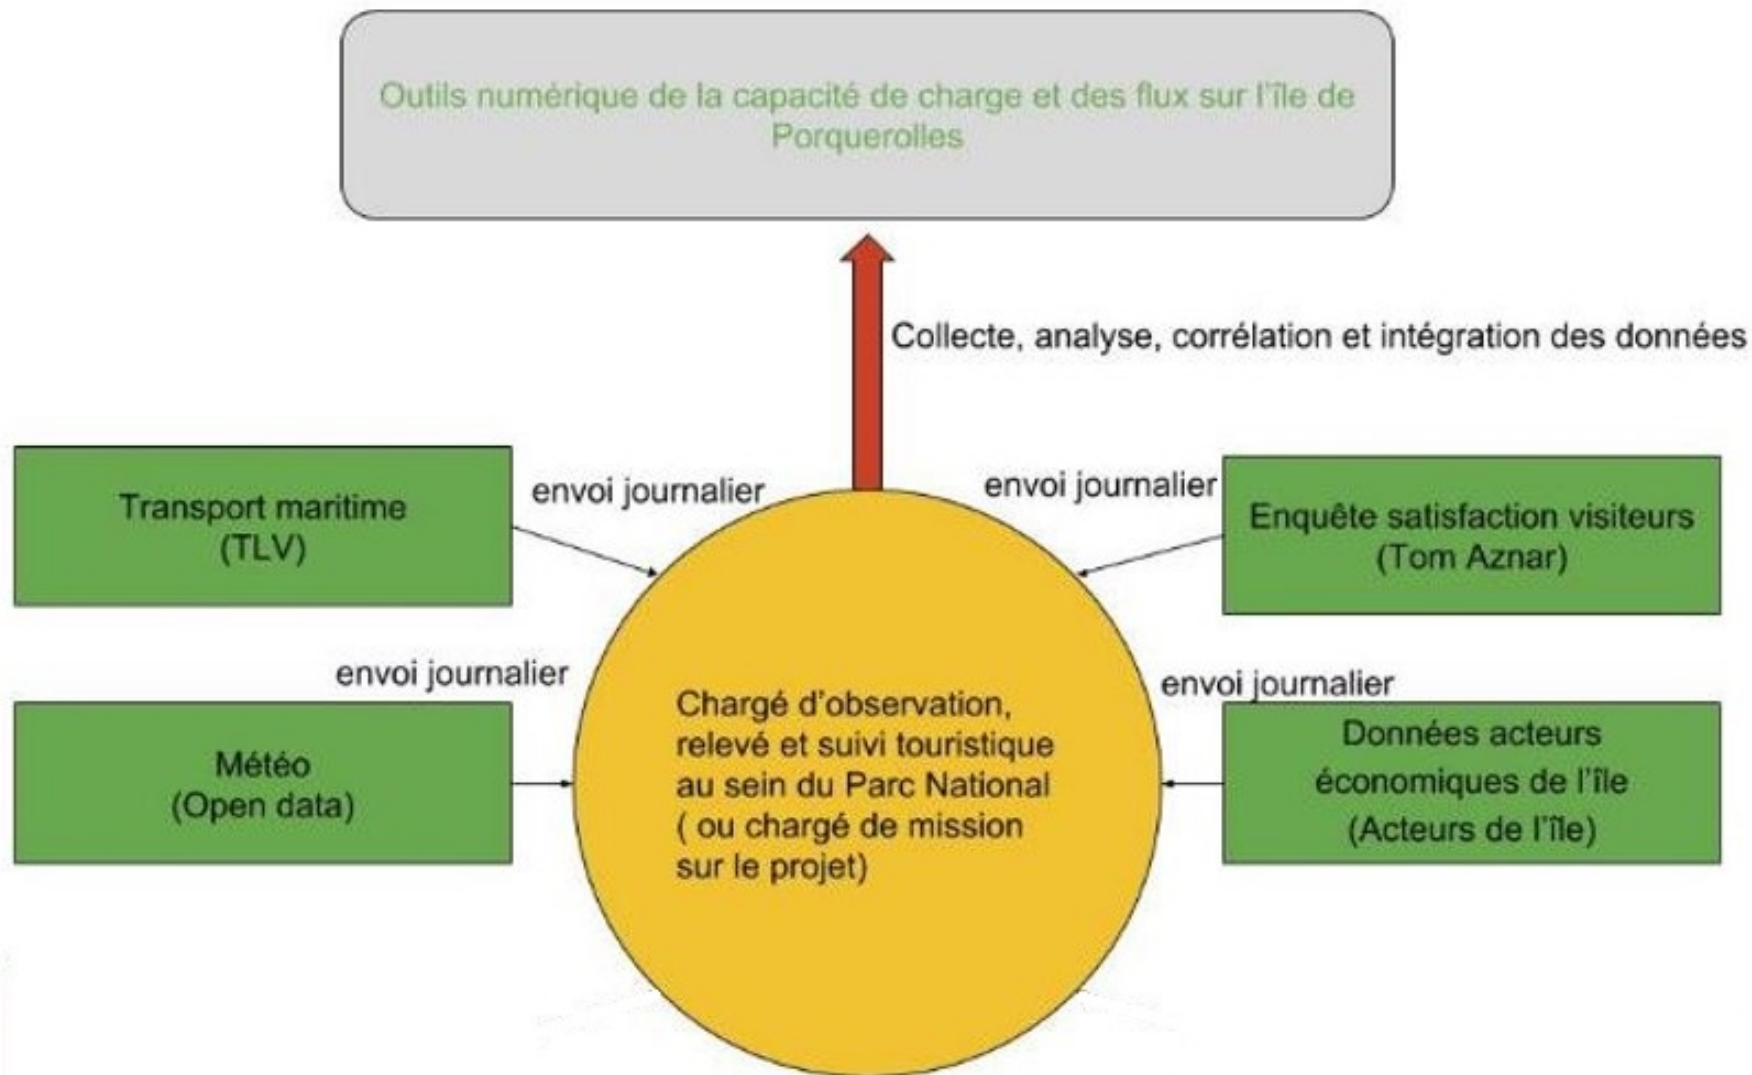 Outils numérique de la capacité de charge et des flux sur l'île de
Porquerolles
Collecte, analyse, corrélation et intégration des données
Transport maritime
(TLV)
envoi journalier
envoi journalier
Enquête satisfaction visiteurs
(Tom Aznar)
envoi journalier
Météo
(Open data)
Chargé d'observation,
relevé et suivi touristique
au sein du Parc National
( ou chargé de mission
sur le projet)
envoi journalier
Données acteurs
économiques de l'île
(Acteurs de l'île)